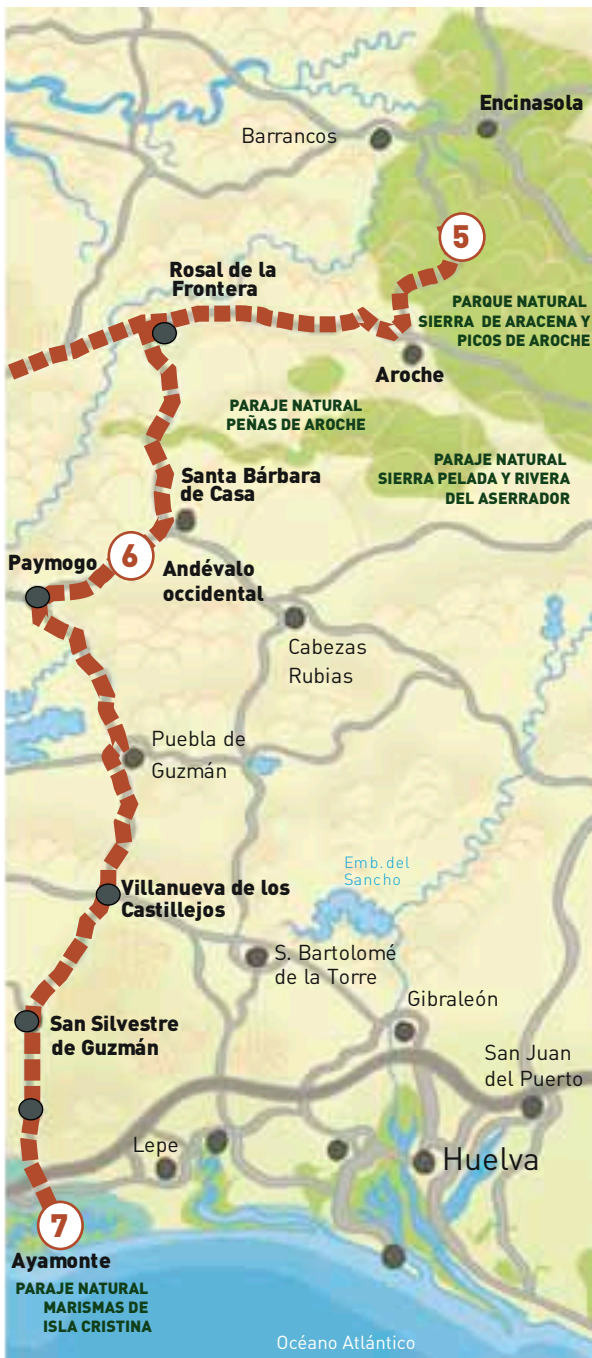 Encinasola
Barrancos
5
Rosal de la
Frontera
PARQUE NATURAL
SIERRA DE ARACENA Y
PICOS DE AROCHE
Aroche
PARAJE NATURAL
PEÑAS DE AROCHE
PARAJE NATURAL
SIERRA PELADA Y RIVERA
DEL ASERRADOR
Santa Bárbara
de Casa
6
Paymogo
Andévalo
occidental
Cabezas
Rubias
Puebla de
Guzmán
Emb. del
Sancho
Villanueva de los
Castillejos
S. Bartolomé
de la Torre
Gibraleón
San Silvestre
de Guzmán
San Juan
del Puerto
Lepe
Huelva
7
Ayamonte
PARAJE NATURAL
MARISMAS DE
ISLA CRISTINA
Océano Atlántico